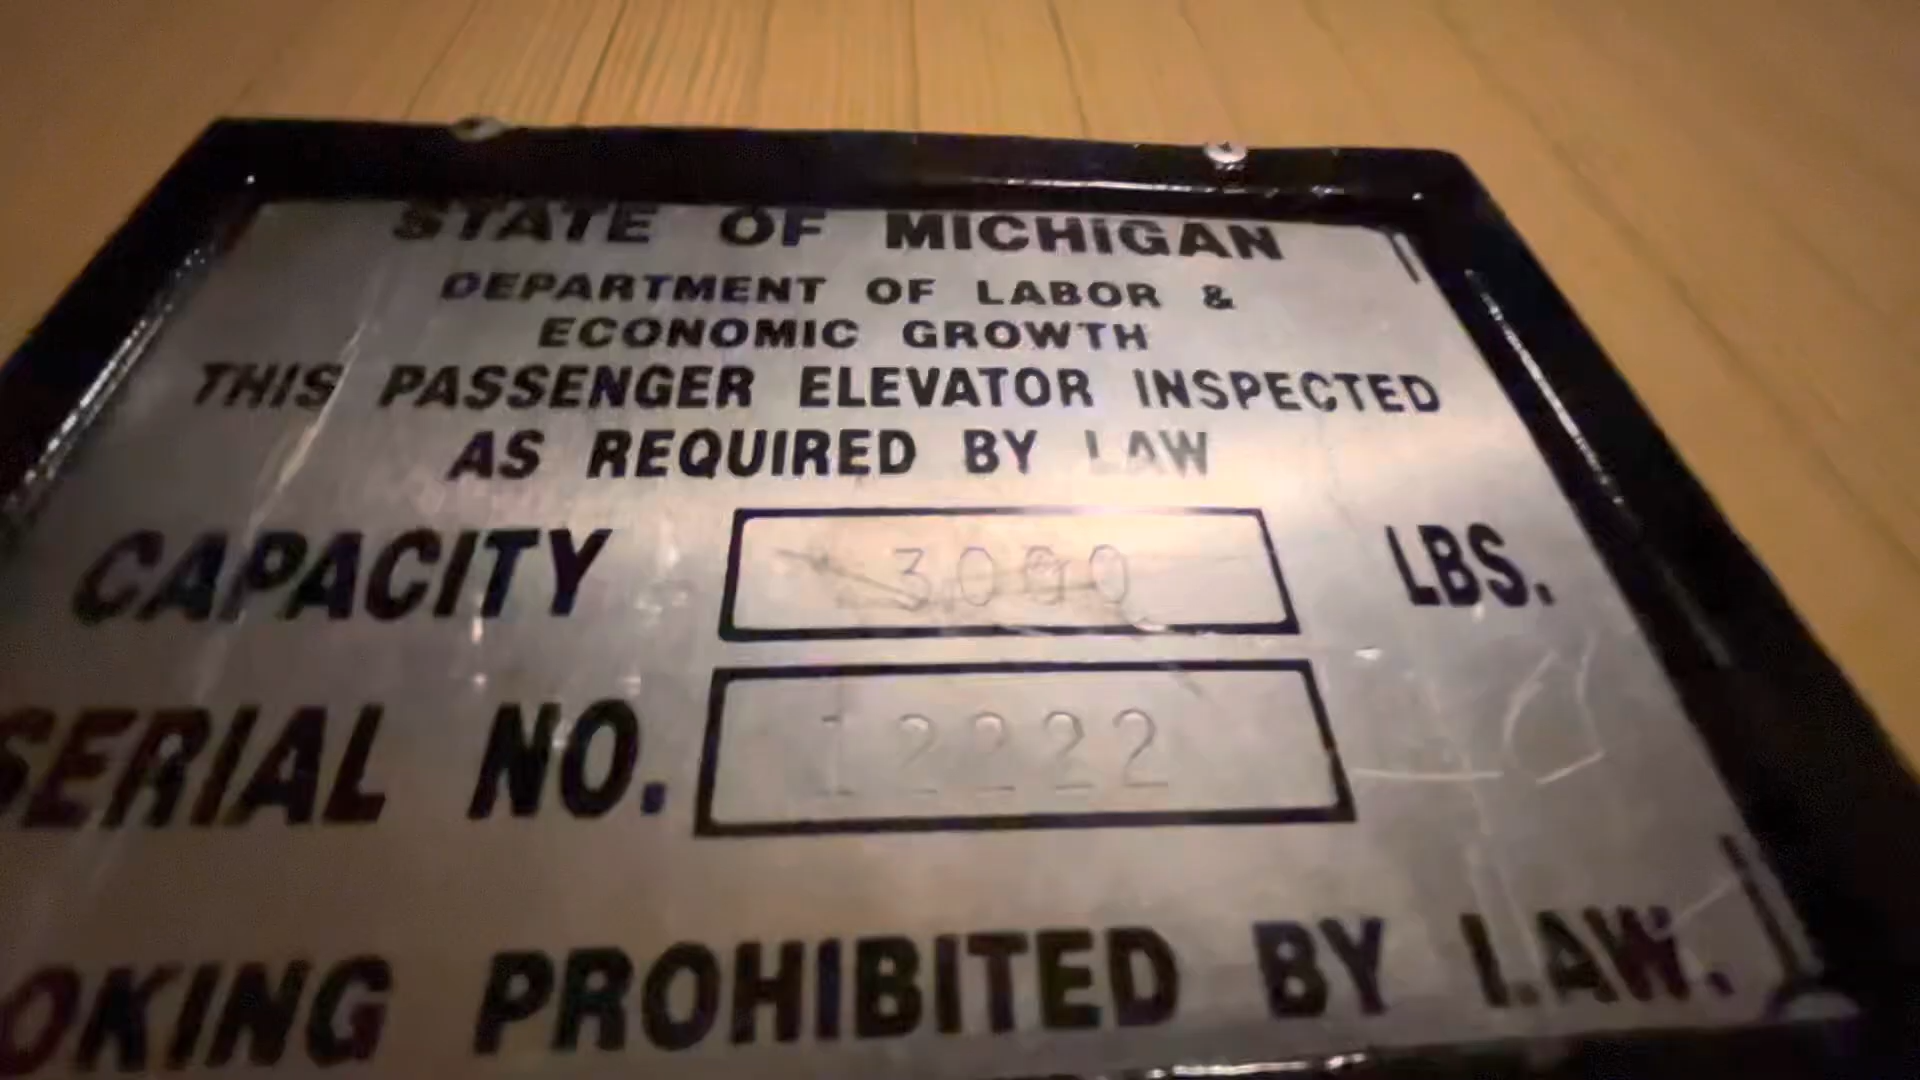 STATE OF MICHIGAN
DEPARTMENT OF LABOR &
ECONOMIC GROWTH
THIS PASSENGER ELEVATOR INSPECTED
AS REQUIRED BY LAW
CAPACITY 3000 LBS.
SERIAL NO. 12222
OKING PROHIBITED BY LAW.